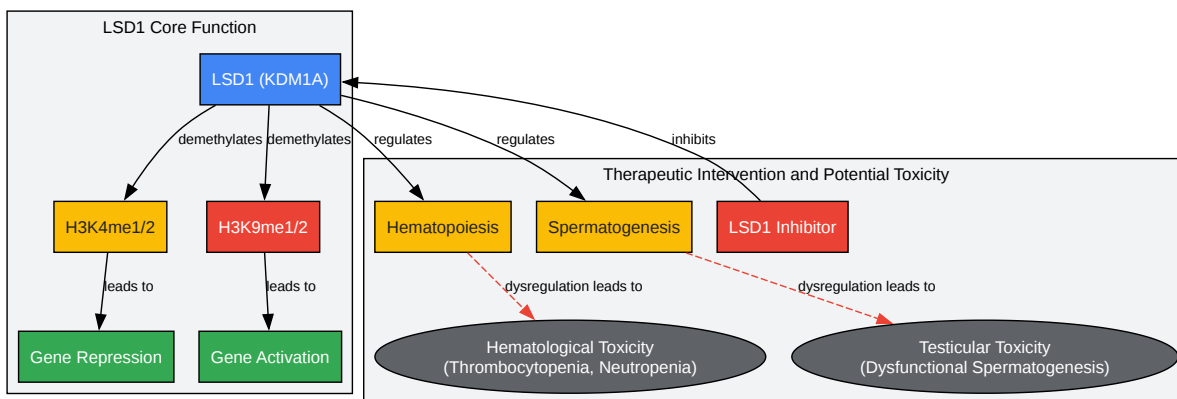 LSD1 Core Function
LSD1 (KDM1A)
demethylates
demethylates
regulates
regulates
inhibits
Therapeutic Intervention and Potential Toxicity
H3K4me1/2
H3K9me1/2
Hematopoiesis
Spermatogenesis
LSD1 Inhibitor
leads to
leads to
dysregulation leads to
dysregulation leads to
Gene Repression
Gene Activation
Hematological Toxicity
(Thrombocytopenia, Neutropenia)
Testicular Toxicity
(Dysfunctional Spermatogenesis)